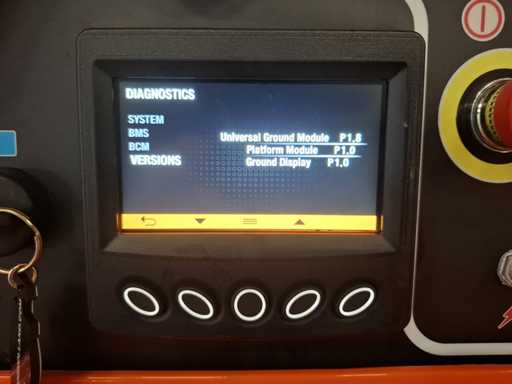 DIAGNOSTICS
SYSTEM
BMS
BCM
VERSIONS
Universal Ground Module P1.8
Platform Module P1.0
Ground Display P1.0